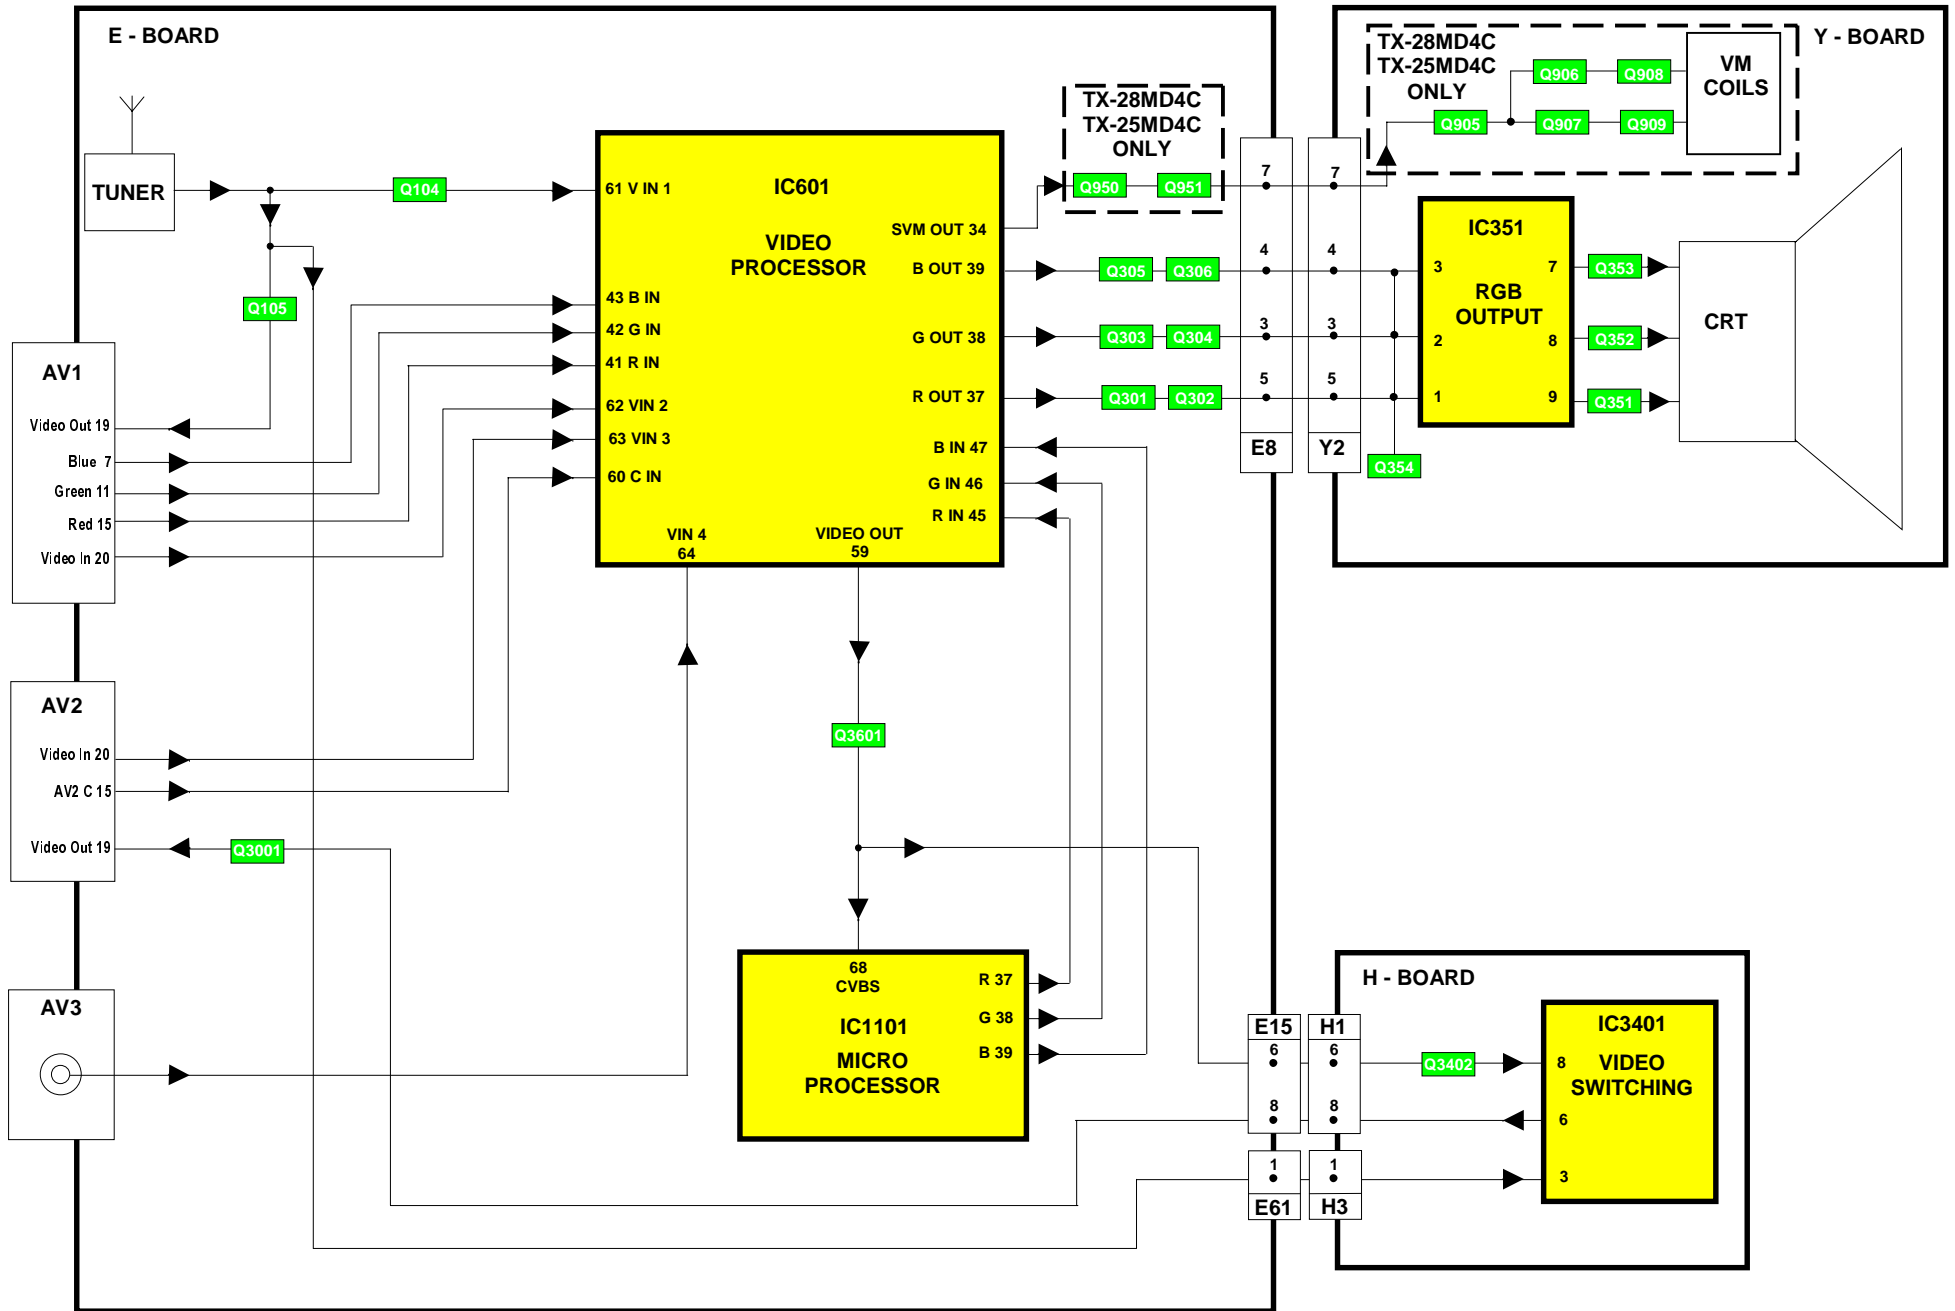 E - BOARD
TUNER
Q104
Q105
AV1
Video Out 19
Blue 7
Green 11
Red 15
Video In 20
AV2
Video In 20
AV2 C 15
Video Out 19
Q3001
AV3
61 V IN 1
IC601
VIDEO
PROCESSOR
43 B IN
42 G IN
41 R IN
62 VIN 2
63 VIN 3
60 C IN
VIN 4
64
VIDEO OUT
59
SVM OUT 34
B OUT 39
G OUT 38
R OUT 37
B IN 47
G IN 46
R IN 45
Q3601
68
CVBS
IC1101
MICRO
PROCESSOR
R 37
G 38
B 39
TX-28MD4C
TX-25MD4C
ONLY
Q950
Q951
Q305
Q306
Q303
Q304
Q301
Q302
7
4
3
5
E8
7
4
3
5
Y2
Y - BOARD
TX-28MD4C
TX-25MD4C
ONLY
Q905
Q906
Q908
Q907
Q909
VM
COILS
IC351
RGB
OUTPUT
3
2
1
7
8
9
Q353
Q352
Q351
Q354
CRT
E15
6
8
1
E61
H1
6
8
1
H3
H - BOARD
Q3402
IC3401
VIDEO
SWITCHING
8
6
3